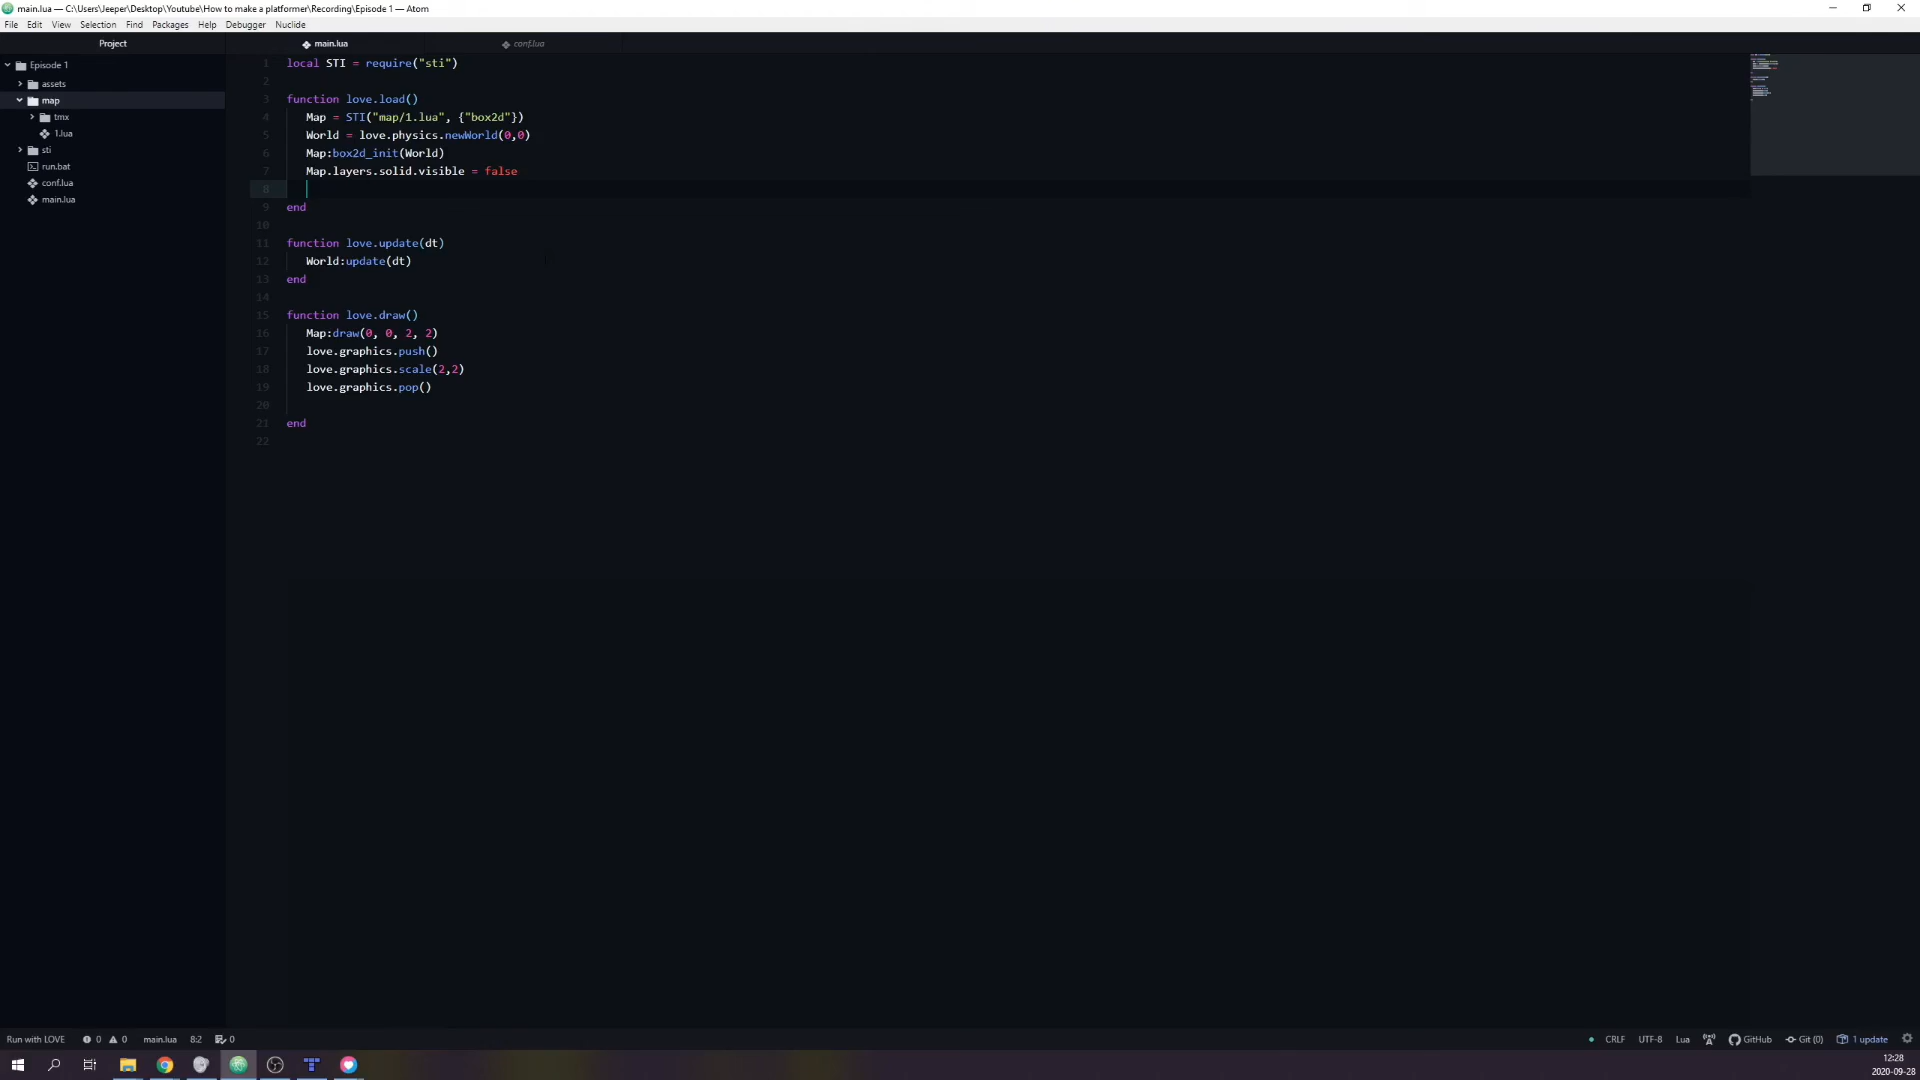 main.lua — C:\Users\Jeeper\Desktop\Youtube\How to make a platformer\Recording\Episode 1 — Atom
File Edit View Selection Find Packages Help Debugger Nuclide
Project
main.lua
conf.lua
Episode 1
assets
map
tmx
1.lua
sti
run.bat
conf.lua
main.lua
1 local STI = require("sti")
2
3 function love.load()
4 Map = STI("map/1.lua", {"box2d"})
5 World = love.physics.newWorld(0,0)
6 Map:box2d_init(World)
7 Map.layers.solid.visible = false
8
9 end
10
11 function love.update(dt)
12 World:update(dt)
13 end
14
15 function love.draw()
16 Map:draw(0, 0, 2, 2)
17 love.graphics.push()
18 love.graphics.scale(2,2)
19 love.graphics.pop()
20
21 end
22
Run with LOVE 0 0 main.lua 8:2 0 CRLF UTF-8 Lua GitHub Git (0) 1 update
12:28
2020-09-28